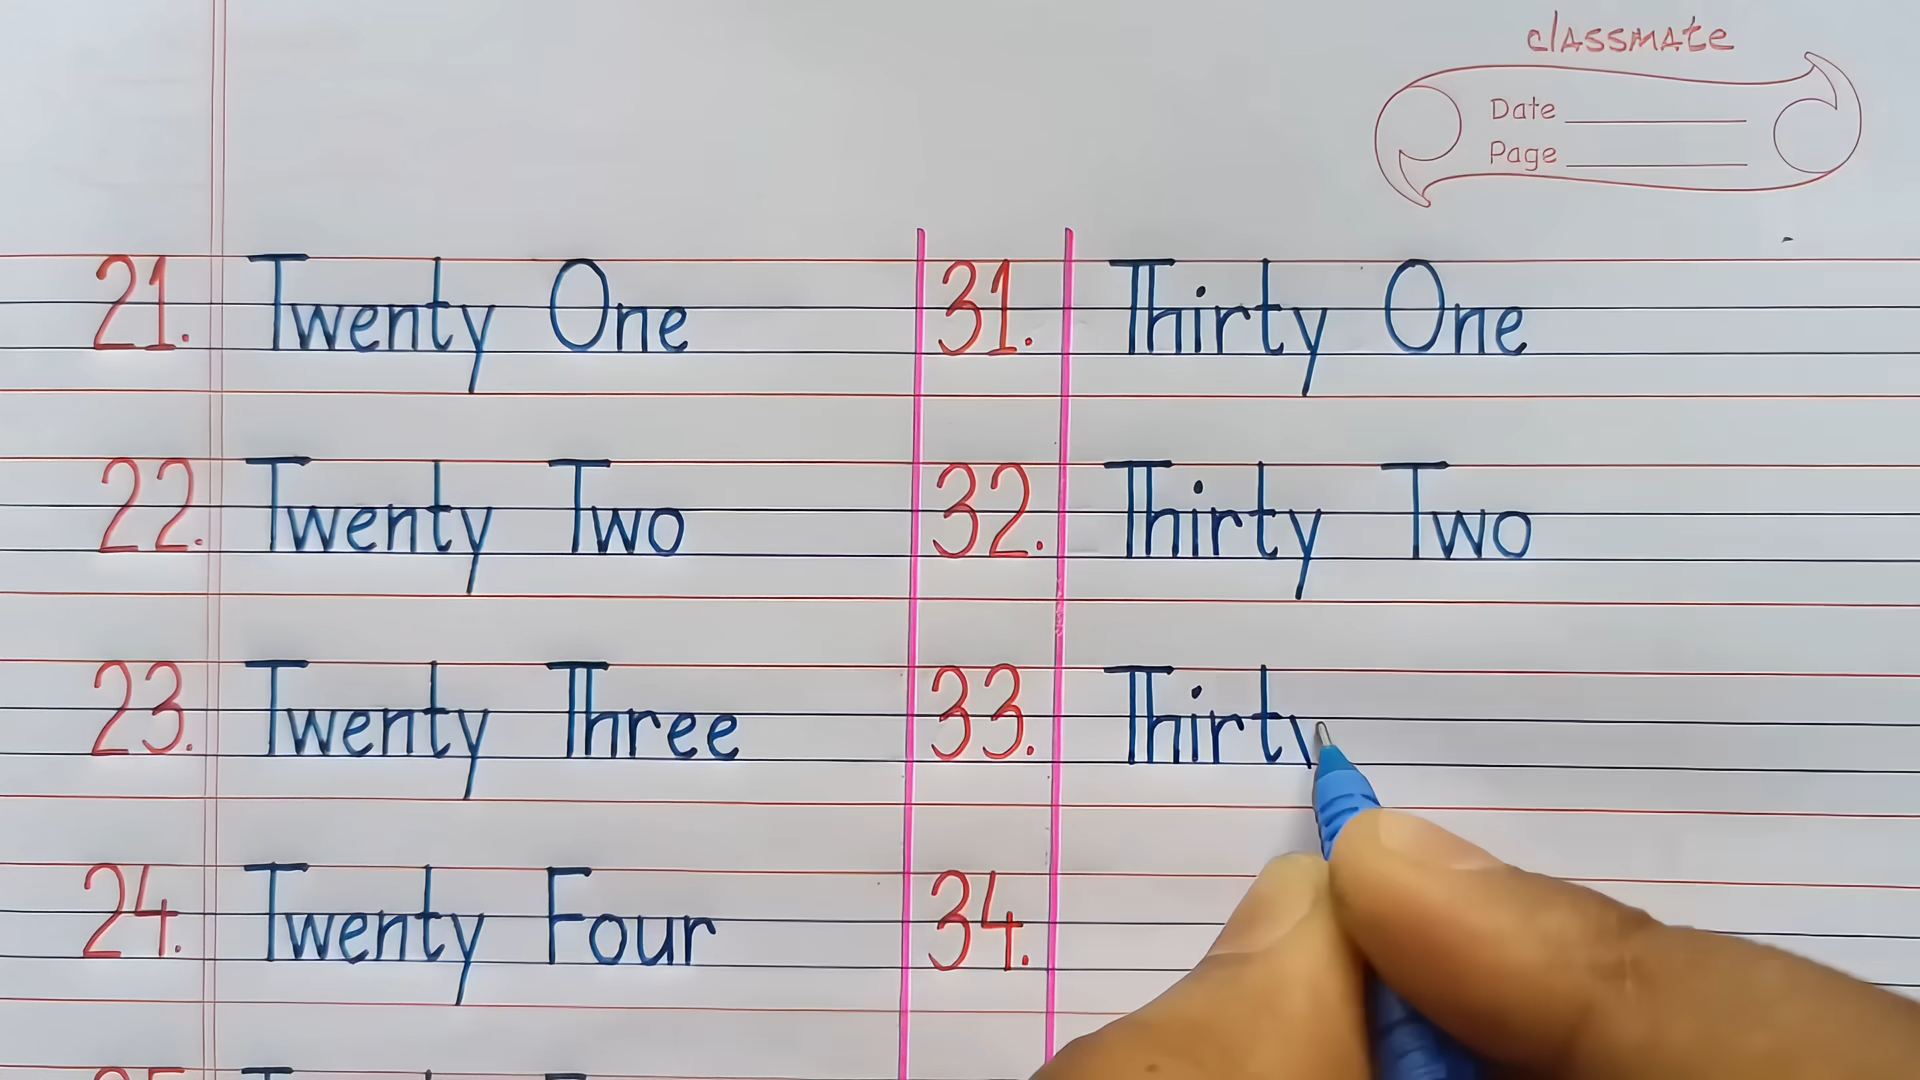 classmate
Date
Page
21. Twenty One 31. Thirty One
22. Twenty Two 32. Thirty Two
23. Twenty Three 33. Thirty
24. Twenty Four 34.